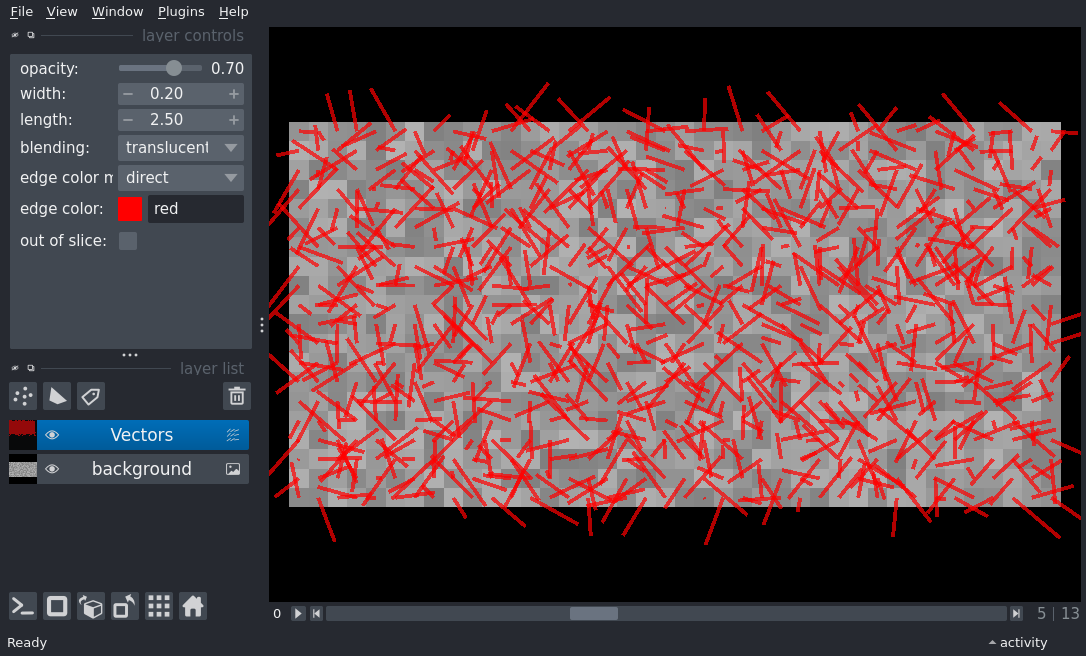 File View Window Plugins Help
layer controls
opacity: 0.70
width: 0.20
length: 2.50
blending: translucent
edge color m direct
edge color: red
out of slice:
layer list
Vectors
background
0 5 13
Ready activity